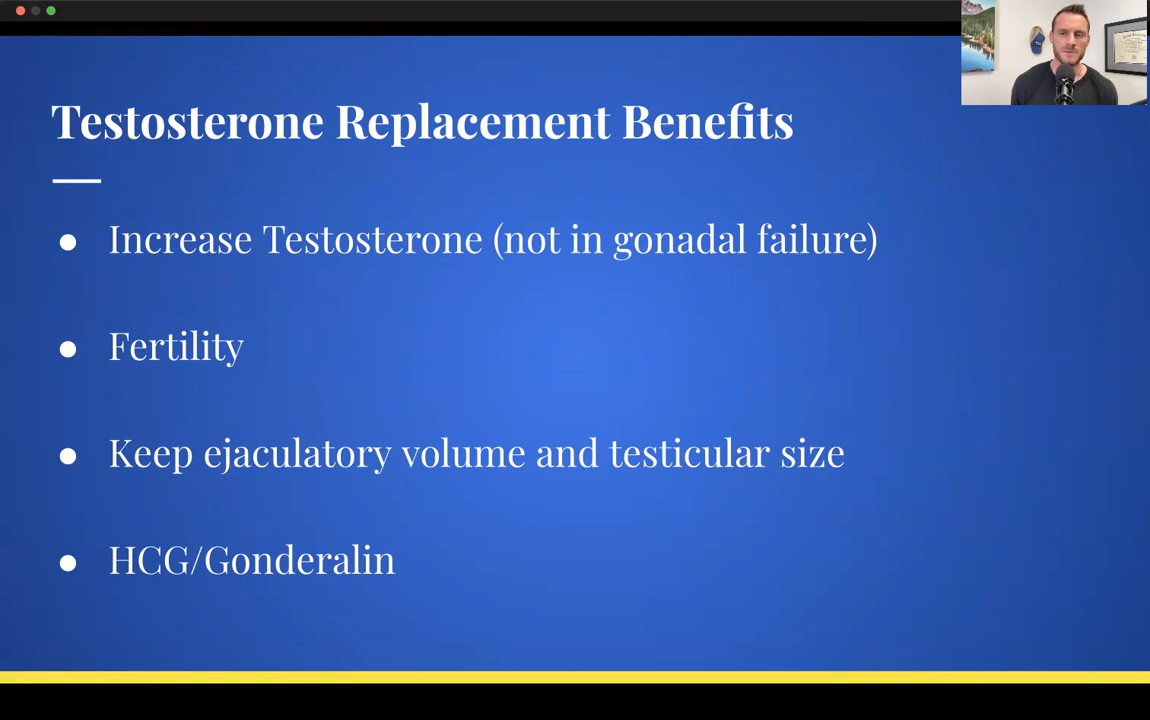 Testosterone Replacement Benefits
● Increase Testosterone (not in gonadal failure)
● Fertility
● Keep ejaculatory volume and testicular size
● HCG/Gonderalin